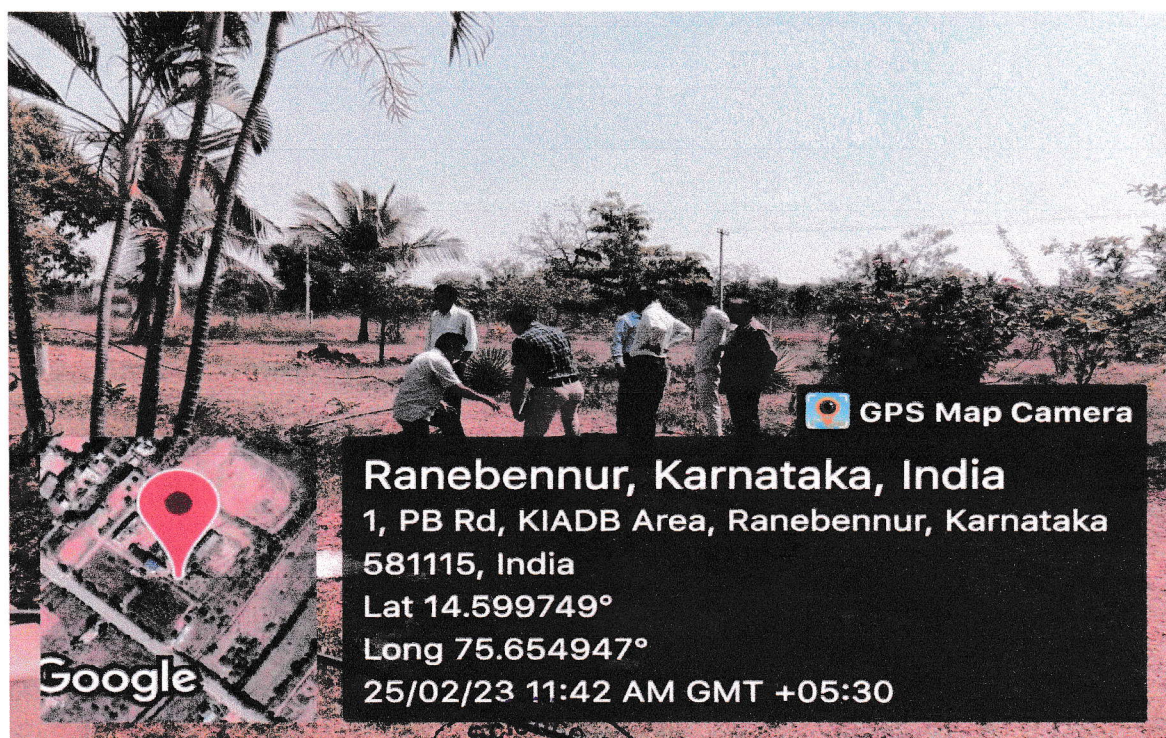 GPS Map Camera
Ranebennur, Karnataka, India
1, PB Rd, KIADB Area, Ranebennur, Karnataka
581115, India
Lat 14.599749°
Long 75.654947°
25/02/23 11:42 AM GMT +05:30
Google